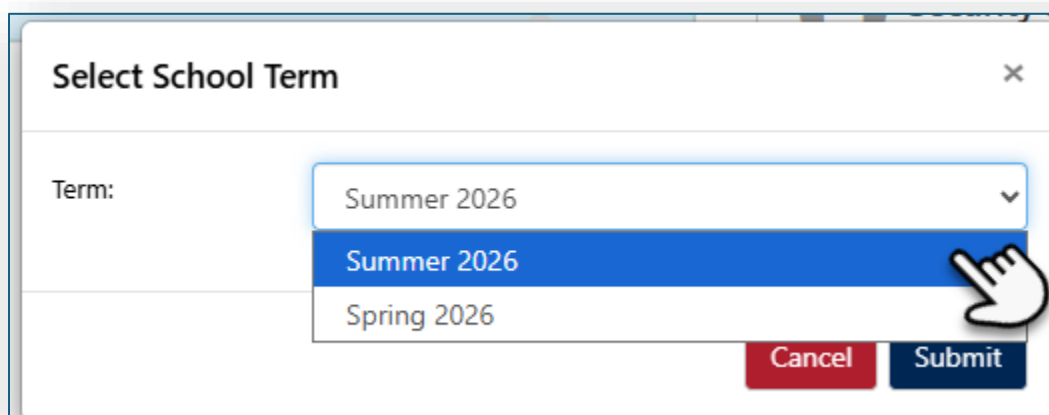 Select School Term ×
Term:
Summer 2026
Summer 2026
Spring 2026
Cancel Submit